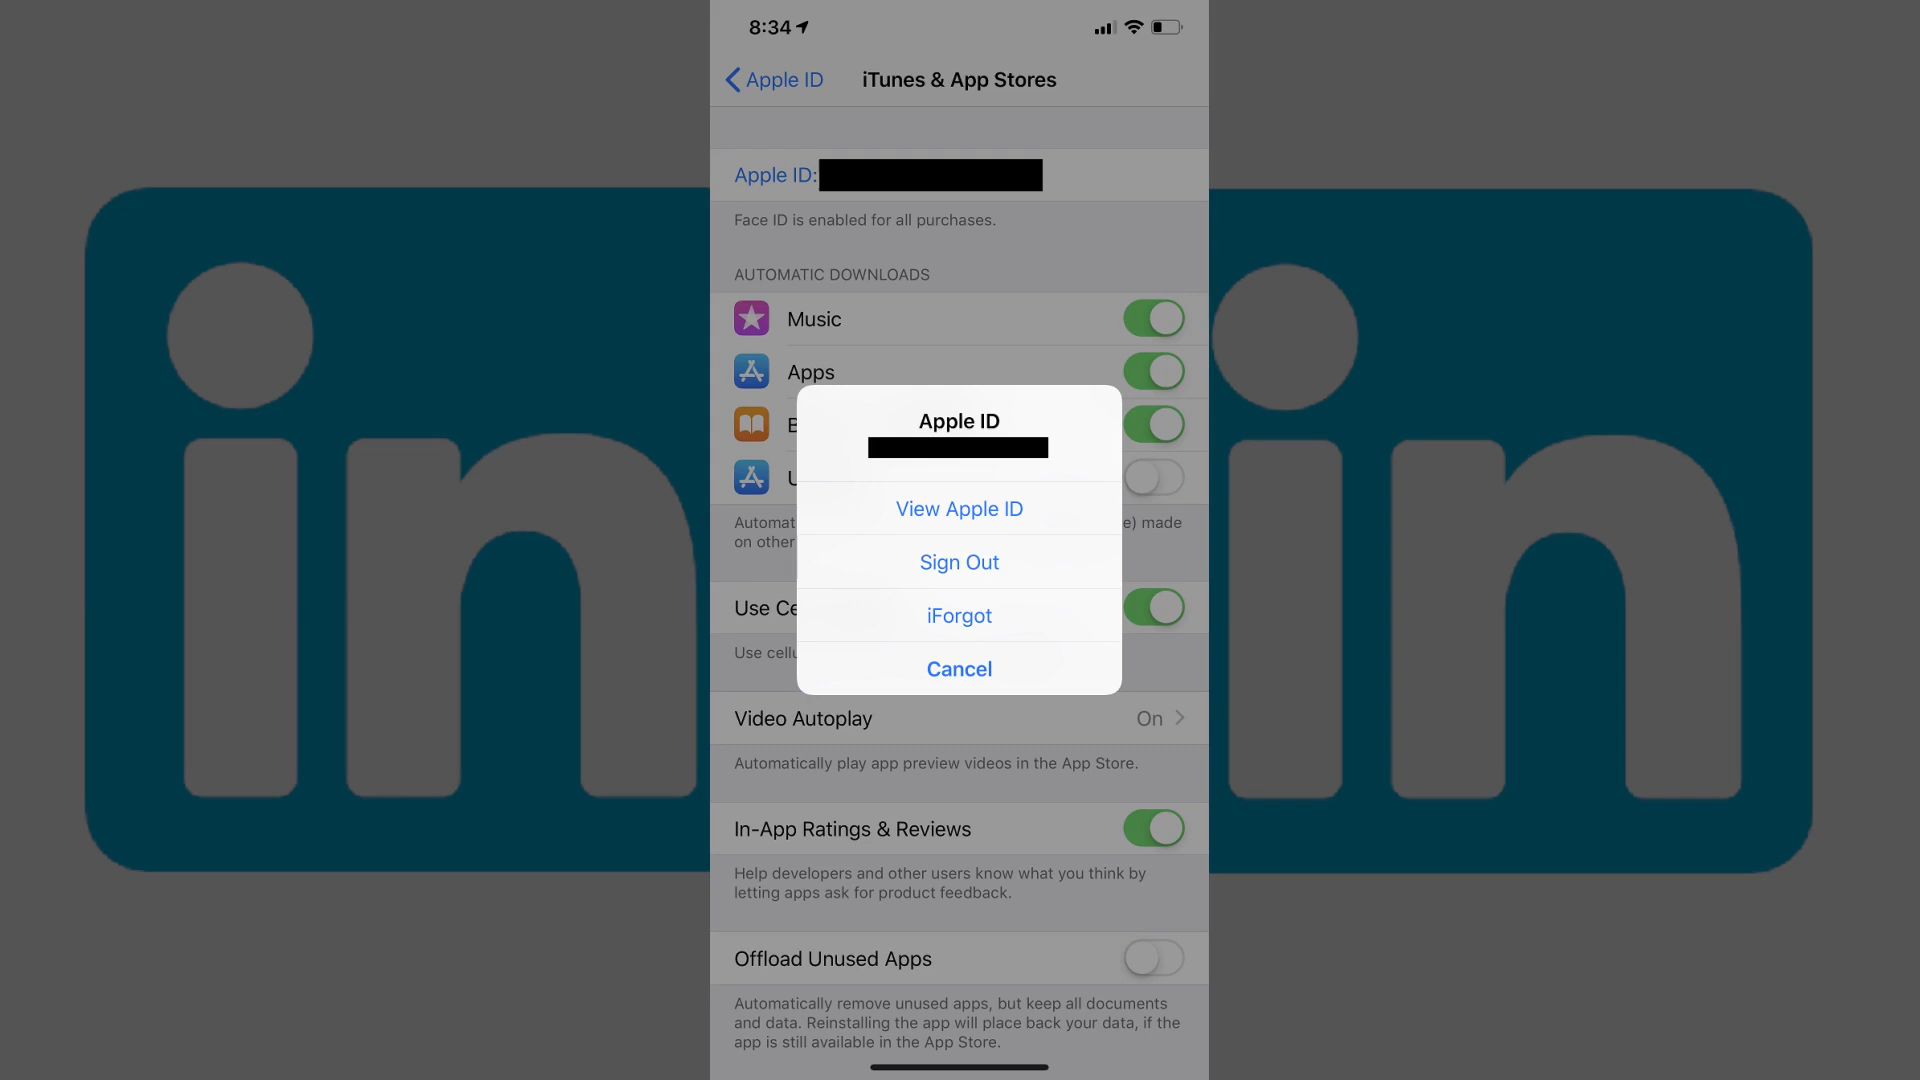 8:34
Apple ID
iTunes & App Stores
Apple ID:
Face ID is enabled for all purchases.
AUTOMATIC DOWNLOADS
Music
Apps
B
U
Automat
e) made
on other
Apple ID
View Apple ID
Sign Out
iForgot
Cancel
Use Ce
Use cellu
Video Autoplay
On
Automatically play app preview videos in the App Store.
In-App Ratings & Reviews
Help developers and other users know what you think by
letting apps ask for product feedback.
Offload Unused Apps
Automatically remove unused apps, but keep all documents
and data. Reinstalling the app will place back your data, if the
app is still available in the App Store.
in
in